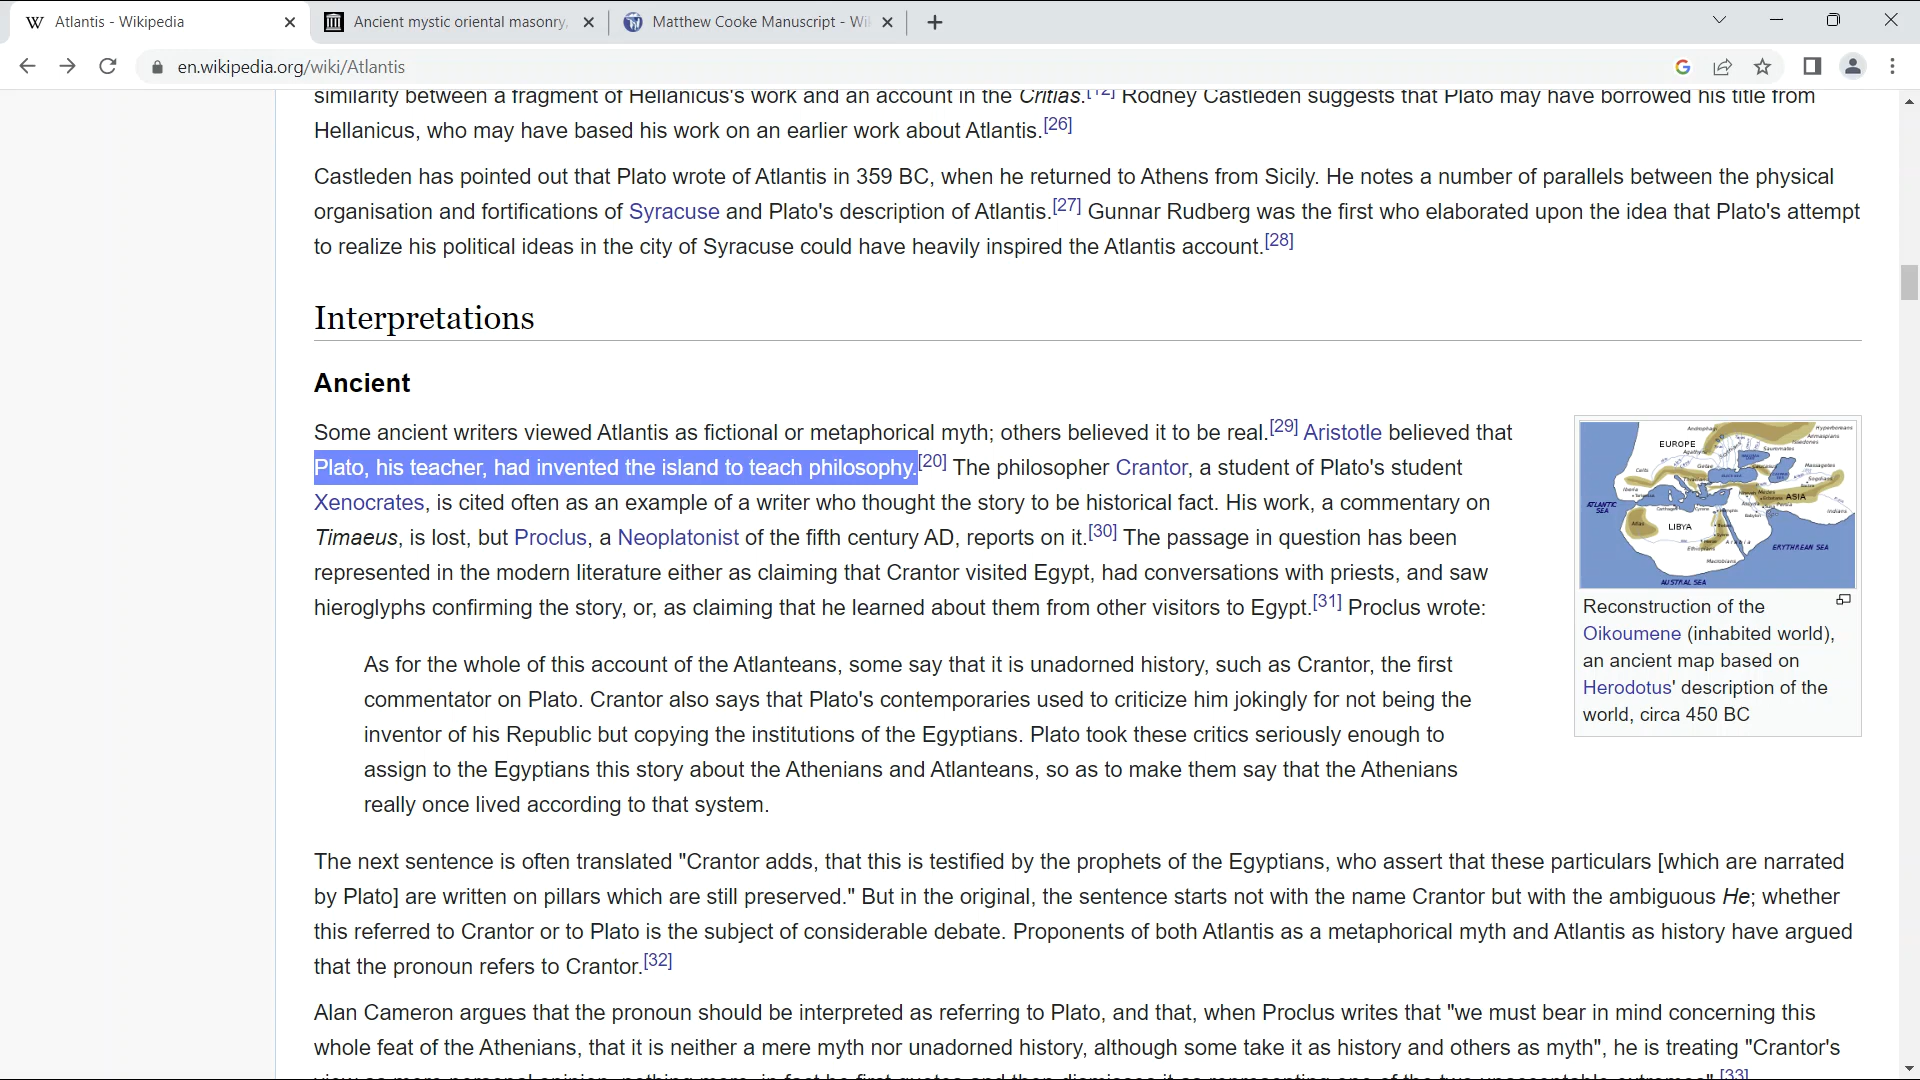 Atlantis - Wikipedia
Ancient mystic oriental masonry,
Matthew Cooke Manuscript - Wi
en.wikipedia.org/wiki/Atlantis
similarity between a fragment of Hellanicus's work and an account in the Critias.[12] Rodney Castleden suggests that Plato may have borrowed his title from
Hellanicus, who may have based his work on an earlier work about Atlantis.[26]
Castleden has pointed out that Plato wrote of Atlantis in 359 BC, when he returned to Athens from Sicily. He notes a number of parallels between the physical
organisation and fortifications of Syracuse and Plato's description of Atlantis.[27] Gunnar Rudberg was the first who elaborated upon the idea that Plato's attempt
to realize his political ideas in the city of Syracuse could have heavily inspired the Atlantis account.[28]
Interpretations
Ancient
Some ancient writers viewed Atlantis as fictional or metaphorical myth; others believed it to be real.[29] Aristotle believed that
Plato, his teacher, had invented the island to teach philosophy.[20] The philosopher Crantor, a student of Plato's student
Xenocrates, is cited often as an example of a writer who thought the story to be historical fact. His work, a commentary on
Timaeus, is lost, but Proclus, a Neoplatonist of the fifth century AD, reports on it.[30] The passage in question has been
represented in the modern literature either as claiming that Crantor visited Egypt, had conversations with priests, and saw
hieroglyphs confirming the story, or, as claiming that he learned about them from other visitors to Egypt.[31] Proclus wrote:
As for the whole of this account of the Atlanteans, some say that it is unadorned history, such as Crantor, the first
commentator on Plato. Crantor also says that Plato's contemporaries used to criticize him jokingly for not being the
inventor of his Republic but copying the institutions of the Egyptians. Plato took these critics seriously enough to
assign to the Egyptians this story about the Athenians and Atlanteans, so as to make them say that the Athenians
really once lived according to that system.
EUROPE
ASIA
LIBYA
ATLANTIC
SEA
ERYTHREAN SEA
AUSTRAL SEA
Reconstruction of the
Oikoumene (inhabited world),
an ancient map based on
Herodotus' description of the
world, circa 450 BC
The next sentence is often translated "Crantor adds, that this is testified by the prophets of the Egyptians, who assert that these particulars [which are narrated
by Plato] are written on pillars which are still preserved." But in the original, the sentence starts not with the name Crantor but with the ambiguous He; whether
this referred to Crantor or to Plato is the subject of considerable debate. Proponents of both Atlantis as a metaphorical myth and Atlantis as history have argued
that the pronoun refers to Crantor.[32]
Alan Cameron argues that the pronoun should be interpreted as referring to Plato, and that, when Proclus writes that "we must bear in mind concerning this
whole feat of the Athenians, that it is neither a mere myth nor unadorned history, although some take it as history and others as myth", he is treating "Crantor's
[33]